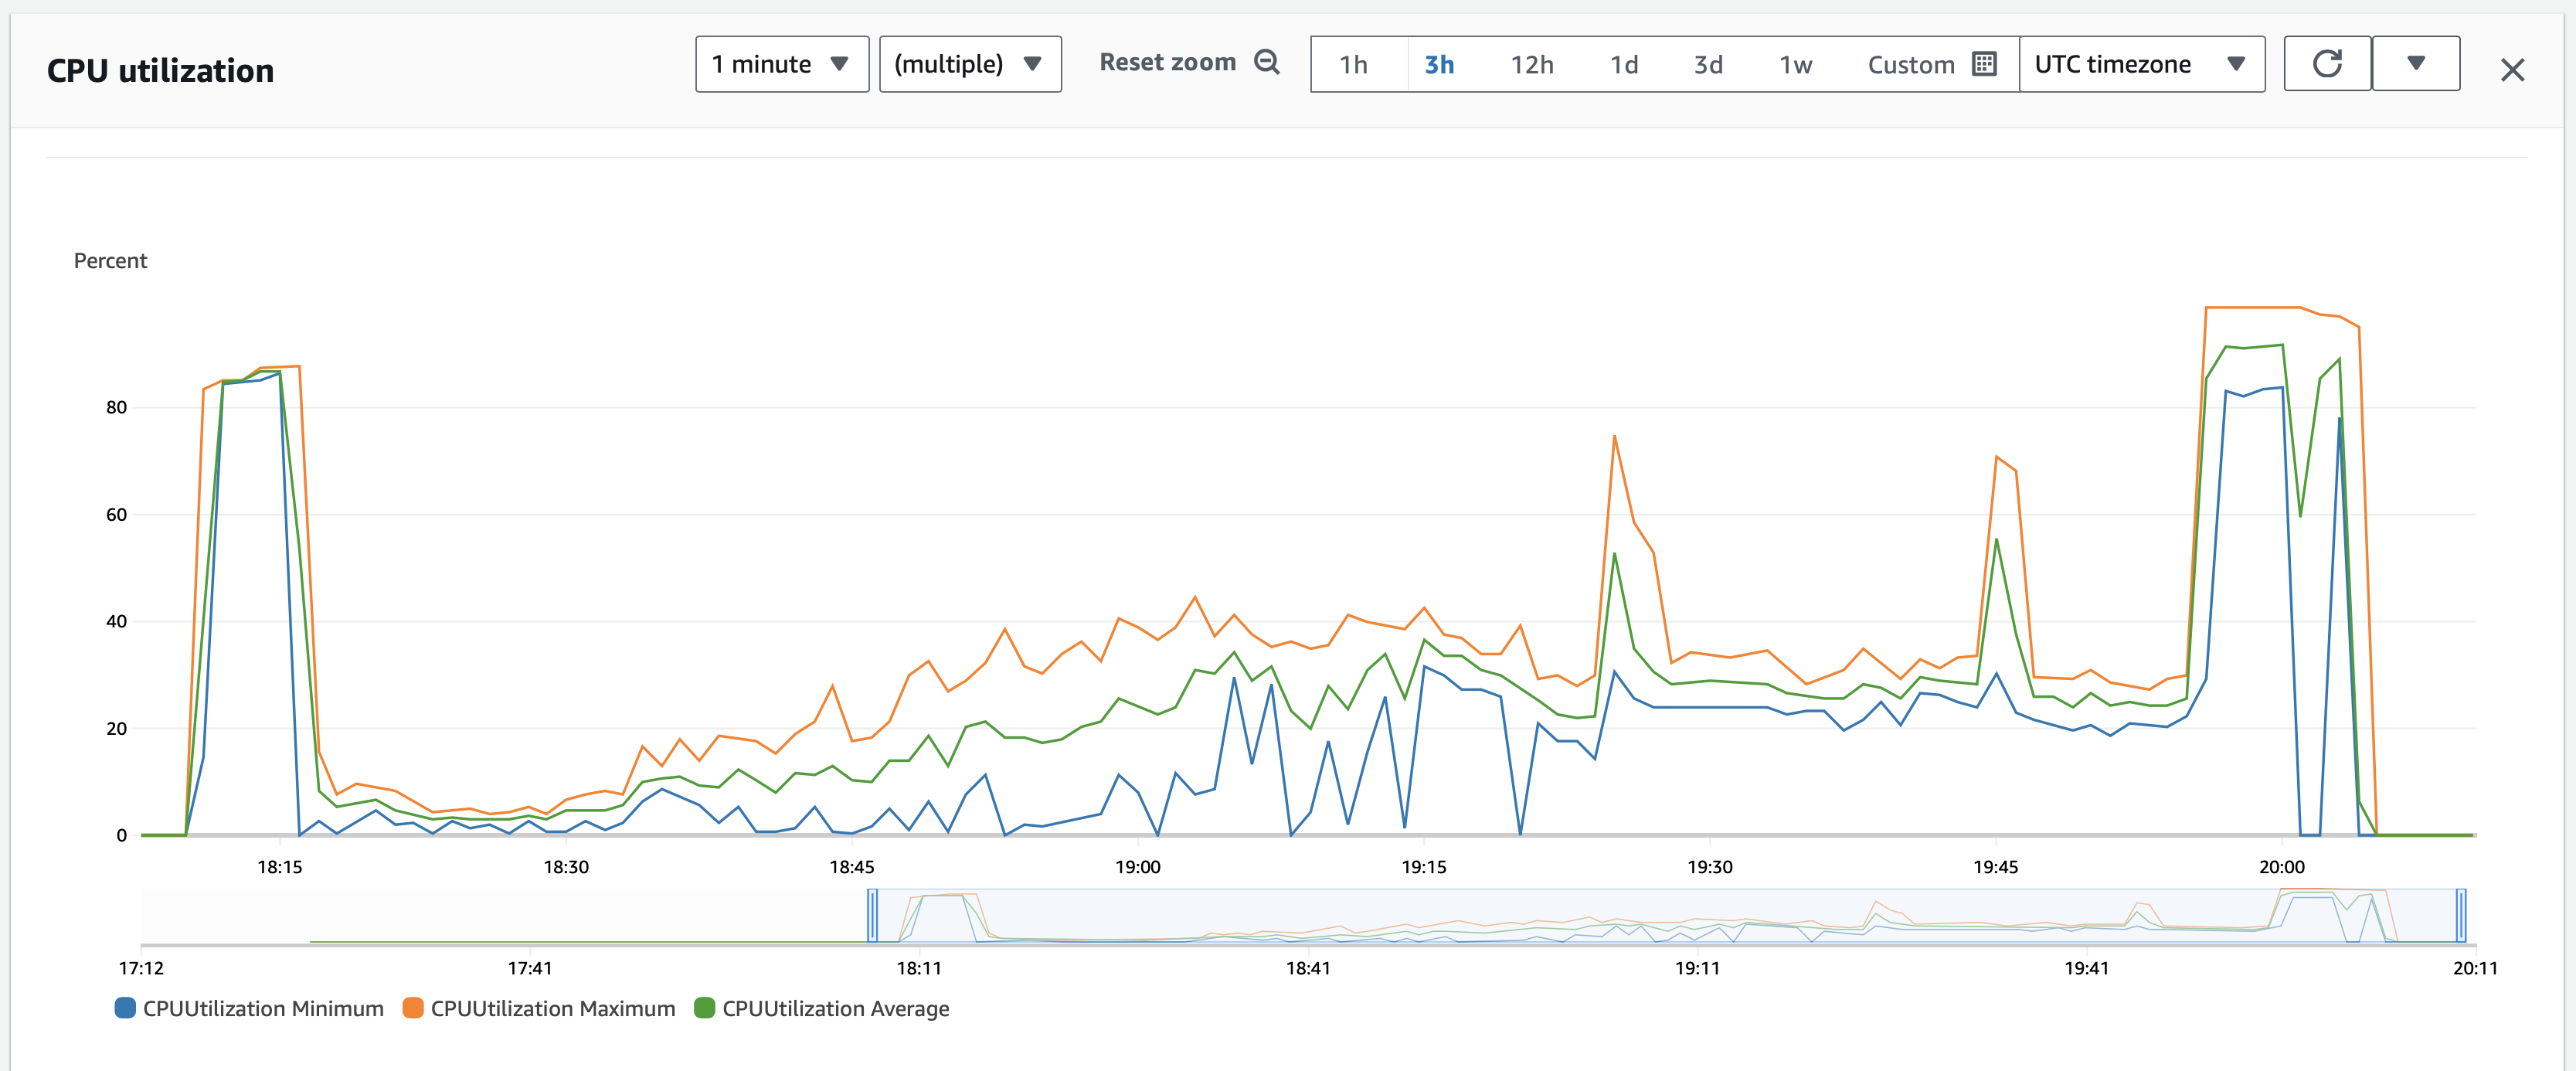 CPU utilization
1 minute
(multiple)
Reset zoom
1h 3h 12h 1d 3d 1w Custom
UTC timezone
Percent
80
60
40
20
0
18:15 18:30 18:45 19:00 19:15 19:30 19:45 20:00
17:12 17:41 18:11 18:41 19:11 19:41 20:11
CPUUtilization Minimum CPUUtilization Maximum CPUUtilization Average